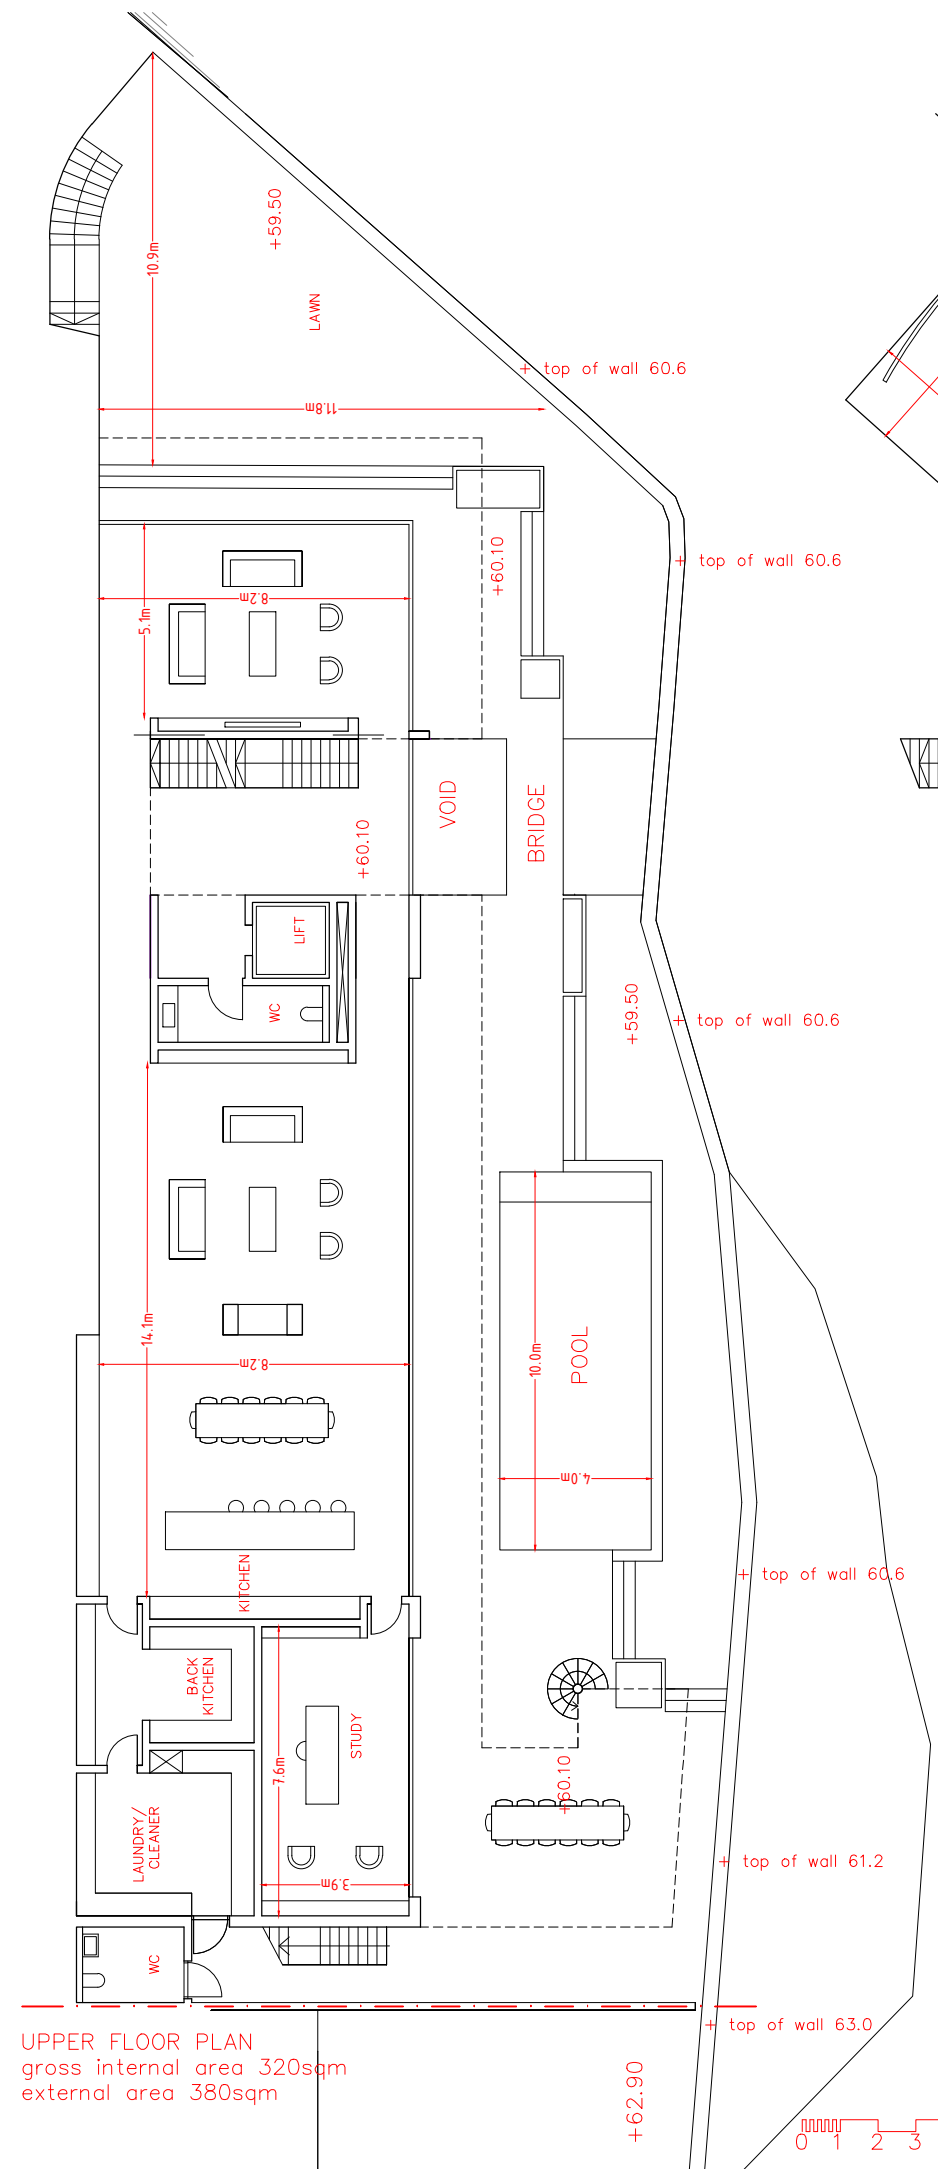 +59.50
10.9m
LAWN
+ top of wall 60.6
11.8m
+60.10
+ top of wall 60.6
8.2m
5.1m
VOID
BRIDGE
+60.10
LIFT
WC
+59.50
+ top of wall 60.6
14.1m
8.2m
10.0m
POOL
4.0m
KITCHEN
+ top of wall 60.6
BACK
KITCHEN
STUDY
7.6m
+60.10
LAUNDRY/
CLEANER
3.9m
+ top of wall 61.2
WC
+ top of wall 63.0
UPPER FLOOR PLAN
gross internal area 320sqm
external area 380sqm
+62.90
0 1 2 3